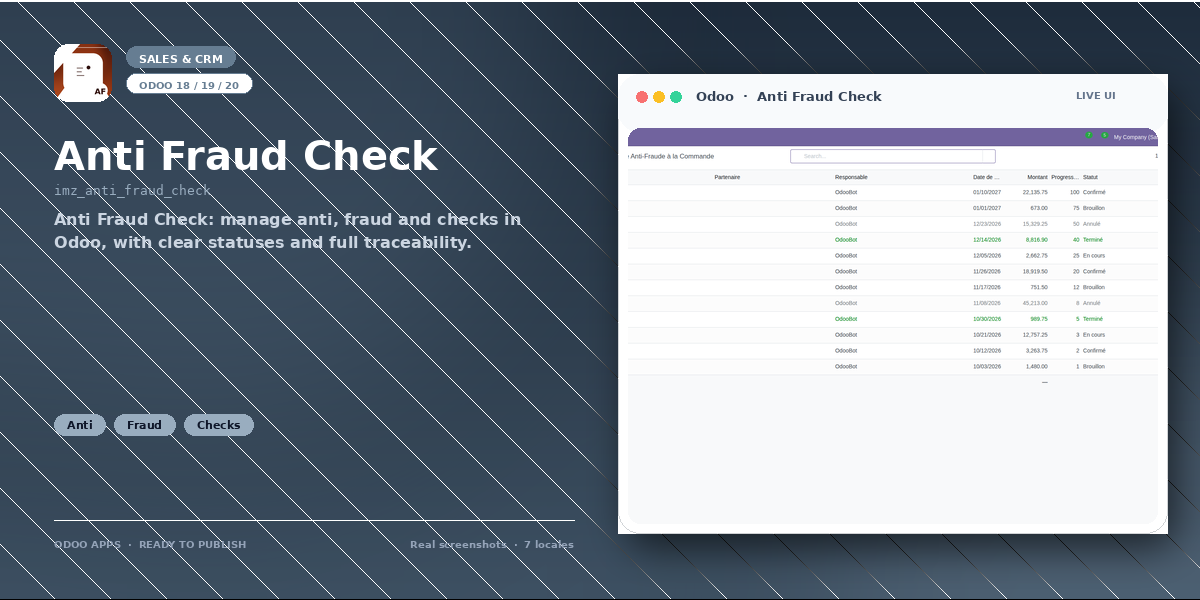 AF
SALES & CRM
ODOO 18 / 19 / 20
Anti Fraud Check
imz_anti_fraud_check
Anti Fraud Check: manage anti, fraud and checks in
Odoo, with clear statuses and full traceability.
Anti Fraud Checks
ODOO APPS · READY TO PUBLISH
Real screenshots · 7 locales
Odoo · Anti Fraud Check
LIVE UI
My Company (Sa
Anti-Fraude à la Commande
Search...
1
Partenaire Responsable Date de ... Montant Progress... Statut
OdooBot 01/10/2027 22,135.75 100 Confirmé
OdooBot 01/01/2027 673.00 75 Brouillon
OdooBot 12/23/2026 15,329.25 50 Annulé
OdooBot 12/14/2026 8,816.90 40 Terminé
OdooBot 12/05/2026 2,662.75 25 En cours
OdooBot 11/26/2026 18,919.50 20 Confirmé
OdooBot 11/17/2026 751.50 12 Brouillon
OdooBot 11/08/2026 45,213.00 8 Annulé
OdooBot 10/30/2026 989.75 5 Terminé
OdooBot 10/21/2026 12,757.25 3 En cours
OdooBot 10/12/2026 3,263.75 2 Confirmé
OdooBot 10/03/2026 1,480.00 1 Brouillon
—